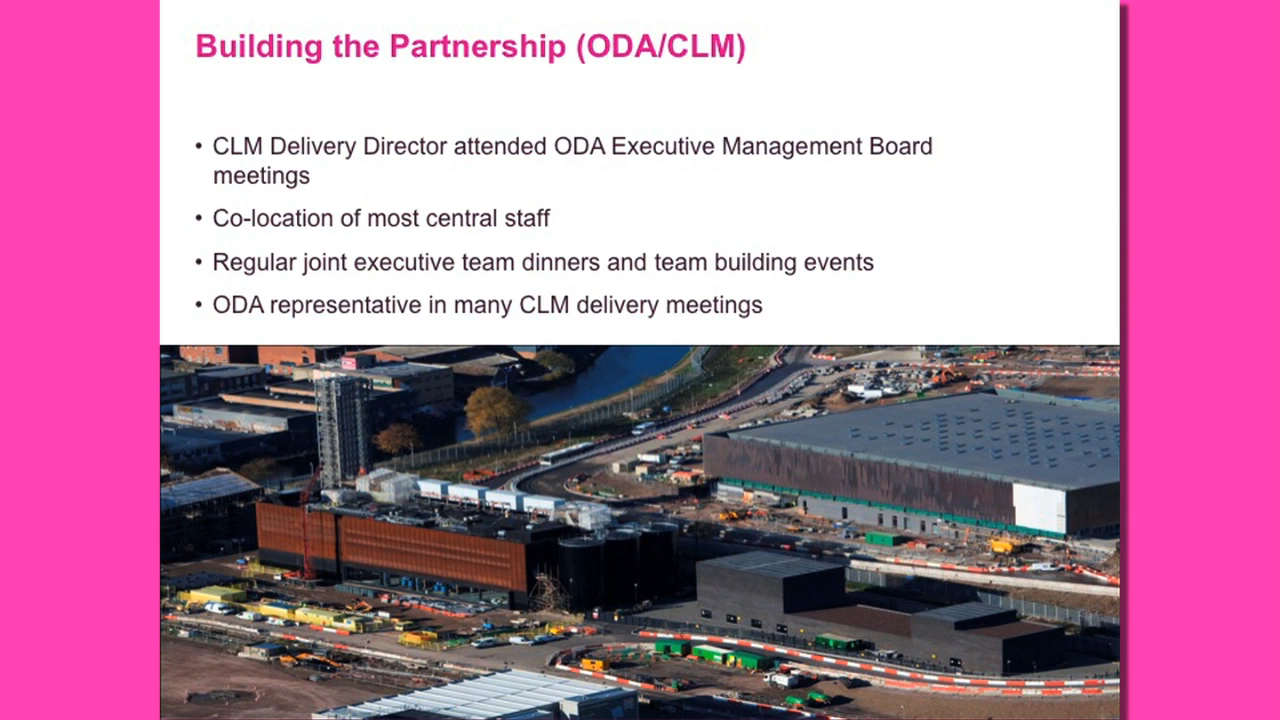 Building the Partnership (ODA/CLM)
• CLM Delivery Director attended ODA Executive Management Board
meetings
• Co-location of most central staff
• Regular joint executive team dinners and team building events
• ODA representative in many CLM delivery meetings